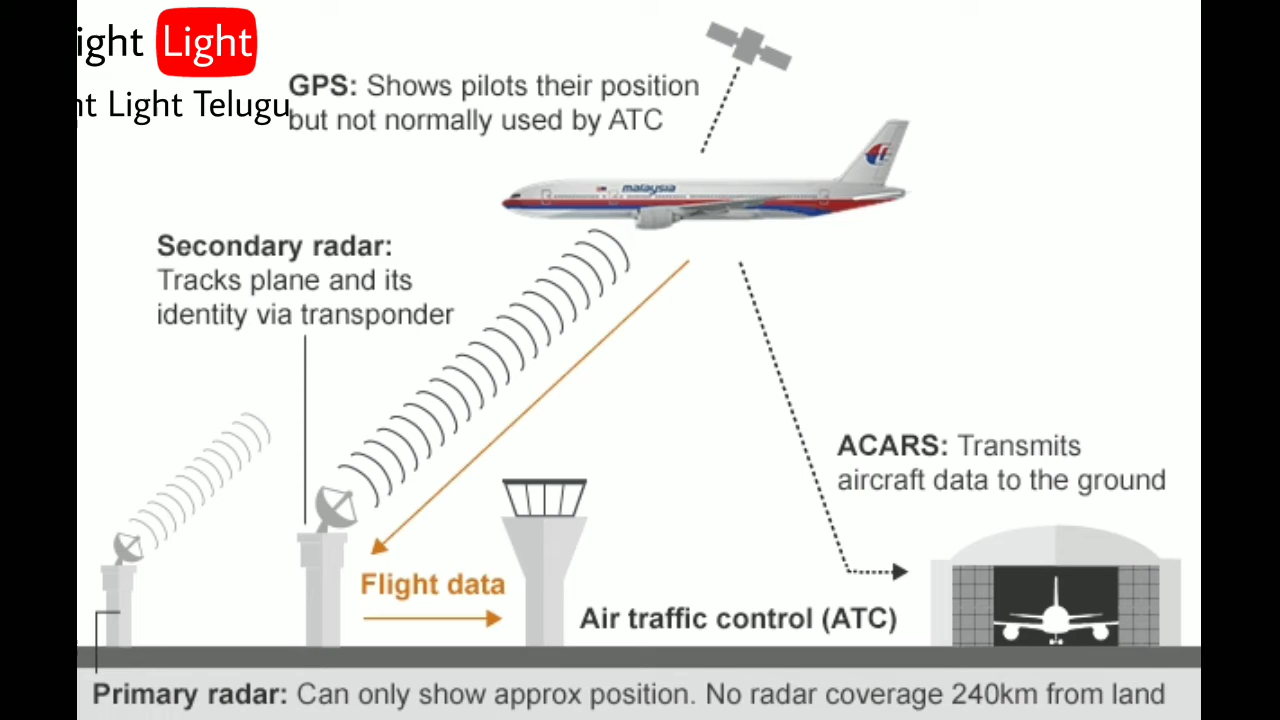 ight Light
nt Light Telugu
GPS: Shows pilots their position
but not normally used by ATC
malaysia
Secondary radar:
Tracks plane and its
identity via transponder
ACARS: Transmits
aircraft data to the ground
Flight data
Air traffic control (ATC)
Primary radar: Can only show approx position. No radar coverage 240km from land